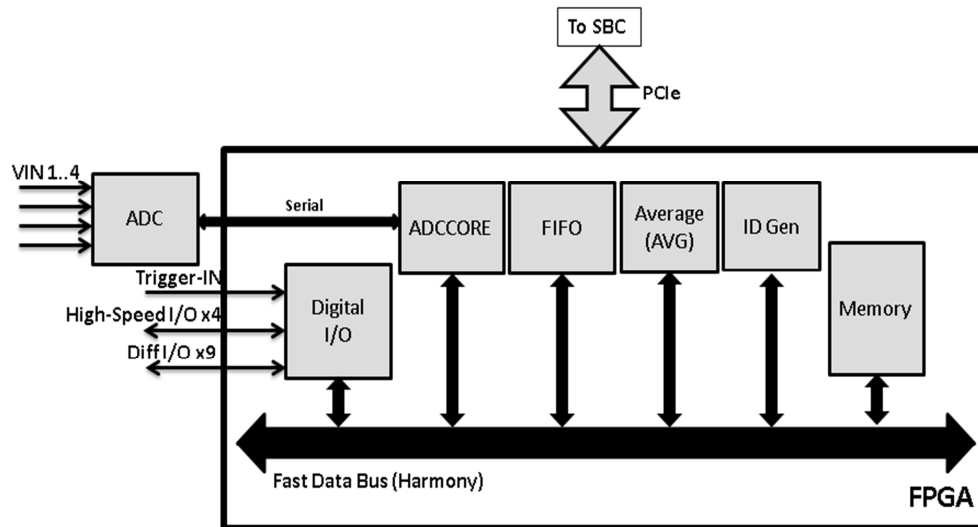 To SBC
PCIe
VIN 1..4
ADC
Serial
ADCCORE
FIFO
Average
(AVG)
ID Gen
Memory
Trigger-IN
High-Speed I/O x4
Diff I/O x9
Digital
I/O
Fast Data Bus (Harmony)
FPGA